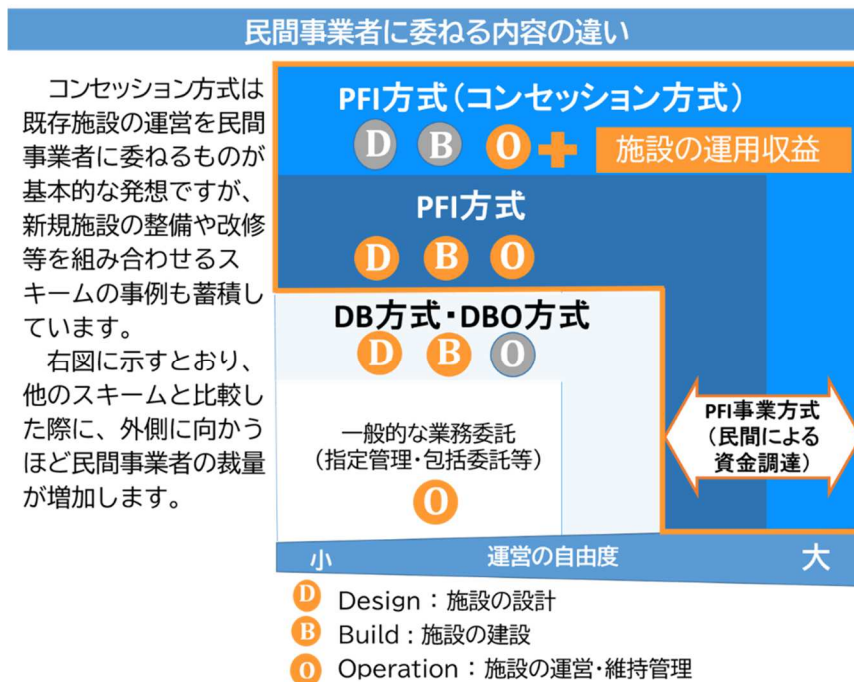 民間事業者に委ねる内容の違い
コンセッション方式は
既存施設の運営を民間
事業者に委ねるものが
基本的な発想ですが、
新規施設の整備や改修
等を組み合わせるス
キームの事例も蓄積し
ています。
右図に示すとおり、
他のスキームと比較し
た際に、外側に向かう
ほど民間事業者の裁量
が増加します。
PFI方式(コンセッション方式)
D B O + 施設の運用収益
PFI方式
D B O
DB方式・DBO方式
D B O
一般的な業務委託
(指定管理・包括委託等)
O
PFI事業方式
(民間による
資金調達)
小 運営の自由度 大
D Design：施設の設計
B Build：施設の建設
O Operation：施設の運営・維持管理